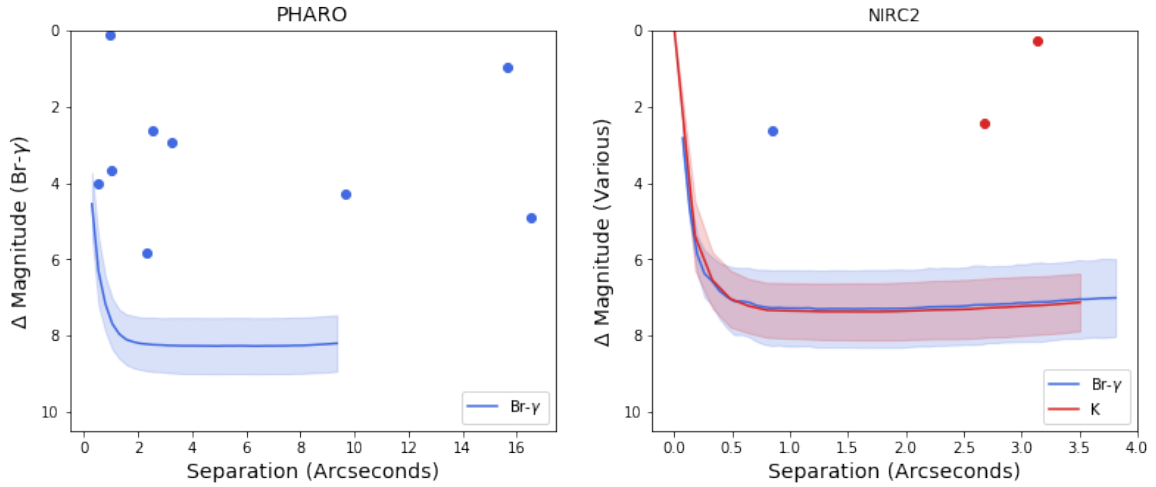 PHARO
Δ Magnitude (Br-γ)
0
2
4
6
8
10
0 2 4 6 8 10 12 14 16
Separation (Arcseconds)
Br-γ
NIRC2
Δ Magnitude (Various)
0
2
4
6
8
10
0.0 0.5 1.0 1.5 2.0 2.5 3.0 3.5 4.0
Separation (Arcseconds)
Br-γ
K